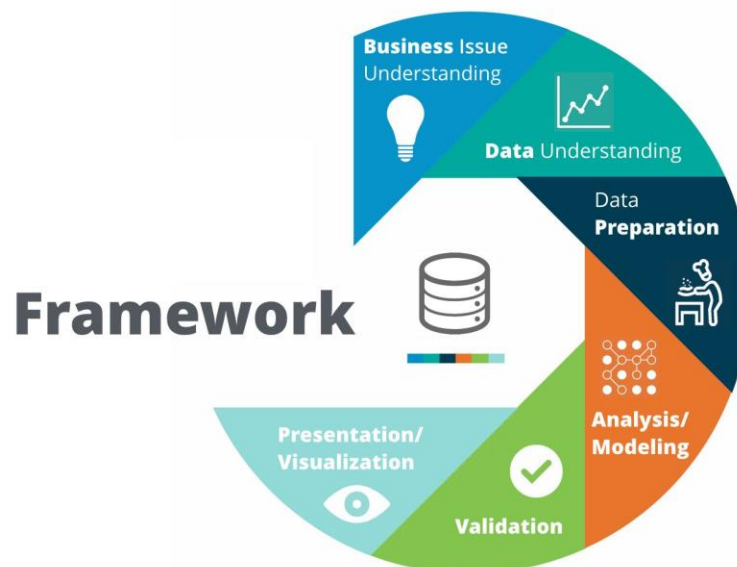 Business Issue
Understanding
Data Understanding
Data
Preparation
Framework
Analysis/
Modeling
Presentation/
Visualization
Validation